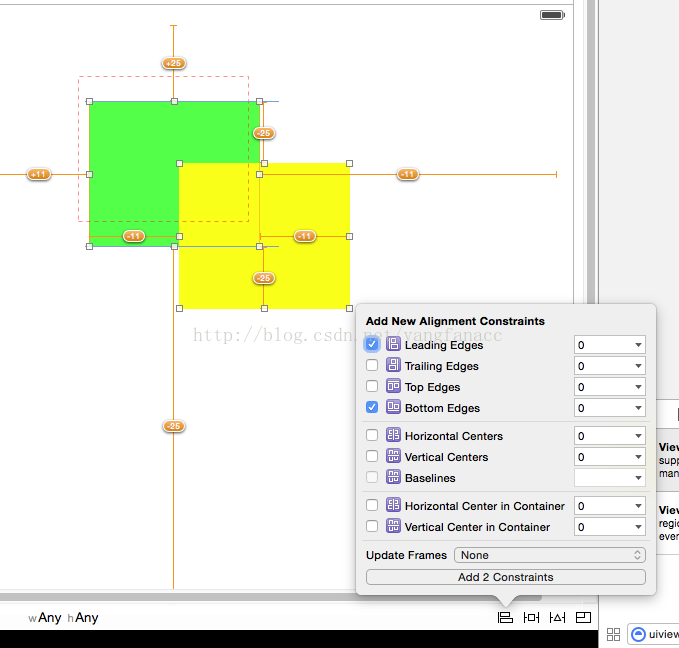 +25
-25
+11
-11
-11
-11
-25
http://blog.csdn.net/yangfanacc
-25
Add New Alignment Constraints
Leading Edges 0
Trailing Edges 0
Top Edges 0
Bottom Edges 0
Horizontal Centers 0
Vertical Centers 0
Baselines
Horizontal Center in Container 0
Vertical Center in Container 0
Update Frames None
Add 2 Constraints
View
supp
man
View
regi
even
wAny hAny
uiview